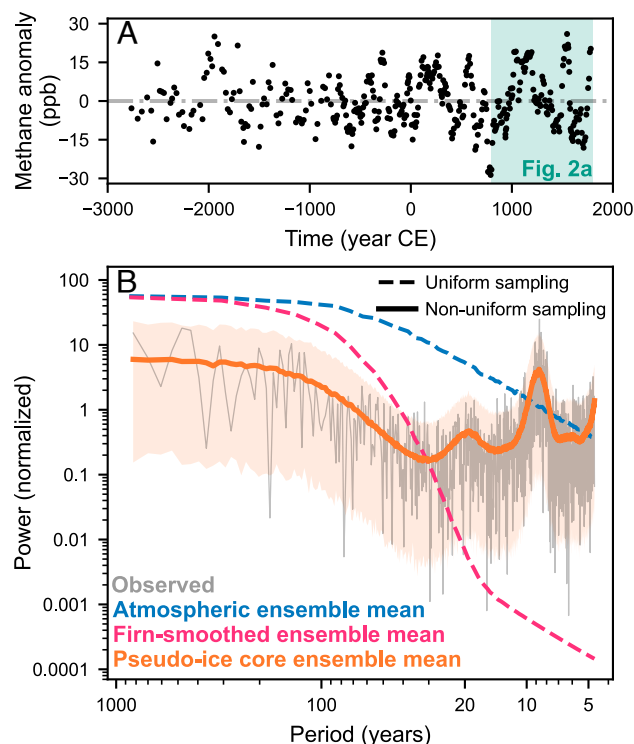 A
Methane anomaly
(ppb)
30
15
0
−15
−30
Fig. 2a
−3000 −2000 −1000 0 1000 2000
Time (year CE)
B
Uniform sampling
Non-uniform sampling
Power (normalized)
100
10
1
0.1
0.01
0.001
0.0001
Observed
Atmospheric ensemble mean
Firn-smoothed ensemble mean
Pseudo-ice core ensemble mean
1000 100 20 10 5
Period (years)